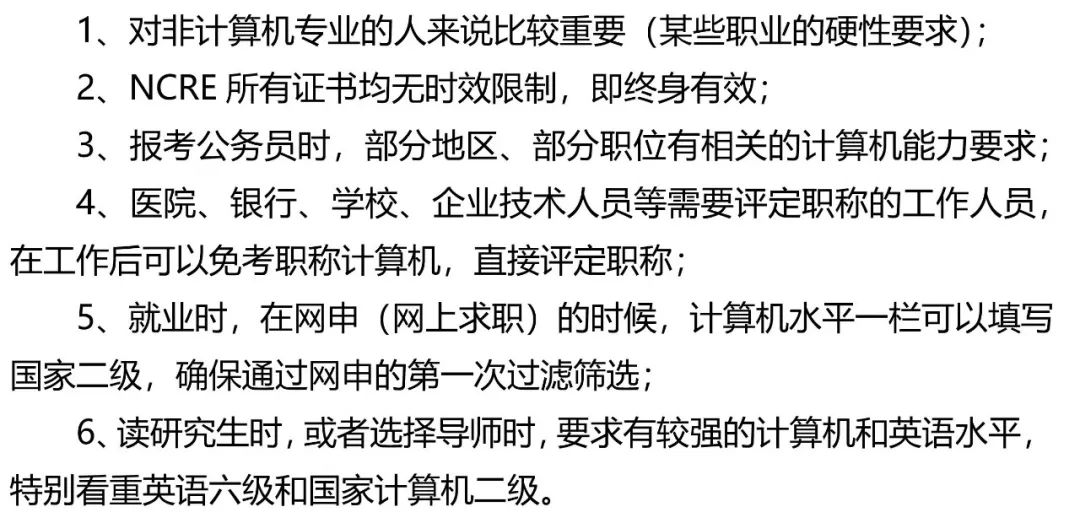 1、对非计算机专业的人来说比较重要（某些职业的硬性要求）；
2、NCRE 所有证书均无时效限制，即终身有效；
3、报考公务员时，部分地区、部分职位有相关的计算机能力要求；
4、医院、银行、学校、企业技术人员等需要评定职称的工作人员，
在工作后可以免考职称计算机，直接评定职称；
5、就业时，在网申（网上求职）的时候，计算机水平一栏可以填写
国家二级，确保通过网申的第一次过滤筛选；
6、读研究生时，或者选择导师时，要求有较强的计算机和英语水平，
特别看重英语六级和国家计算机二级。